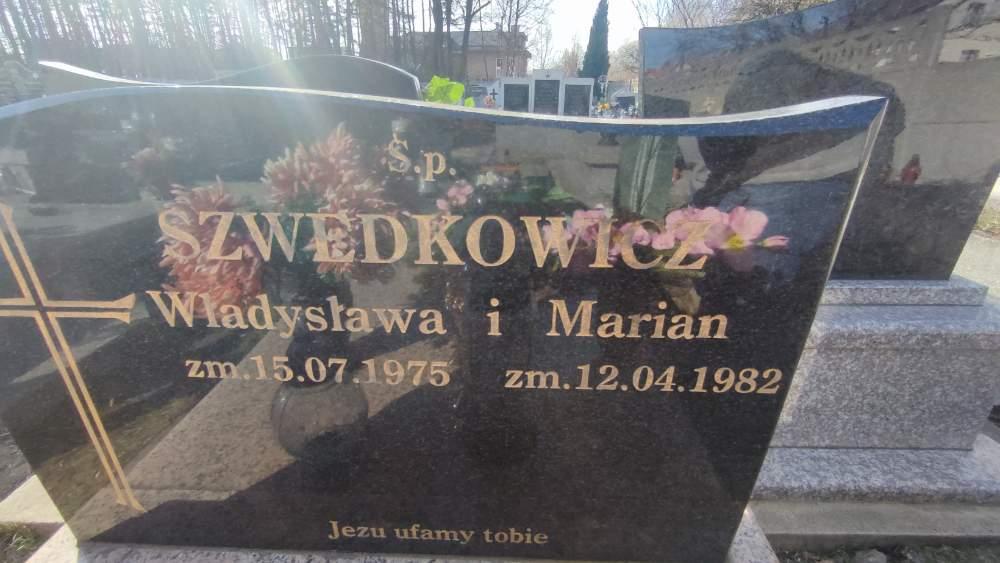 Ś.p.
SZWEDKOWICZ
Władysława i Marian
zm.15.07.1975 zm.12.04.1982
Jezu ufamy tobie